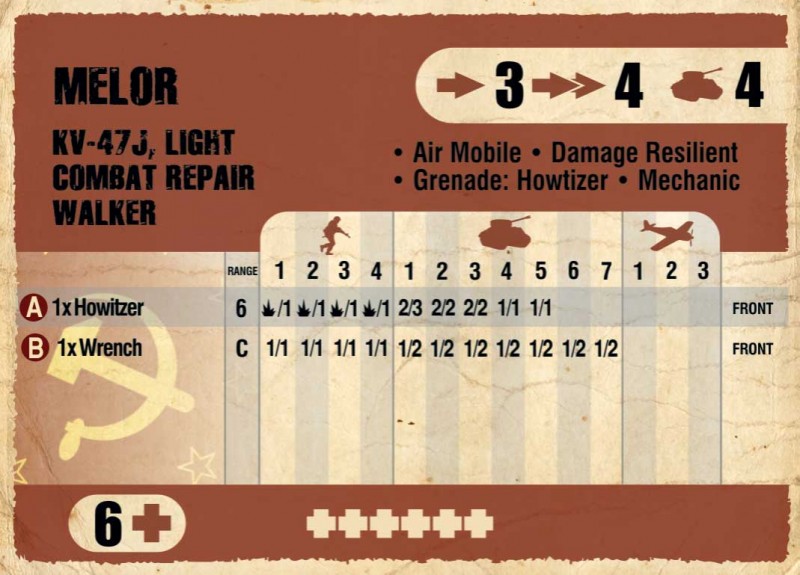 MELOR
3 4 4
KV-47J, LIGHT
COMBAT REPAIR
WALKER
• Air Mobile • Damage Resilient
• Grenade: Howtizer • Mechanic
RANGE 1 2 3 4 1 2 3 4 5 6 7 1 2 3
A 1x Howitzer 6 /1 /1 /1 /1 2/3 2/2 2/2 1/1 1/1 FRONT
B 1x Wrench C 1/1 1/1 1/1 1/1 1/2 1/2 1/2 1/2 1/2 1/2 1/2 FRONT
6